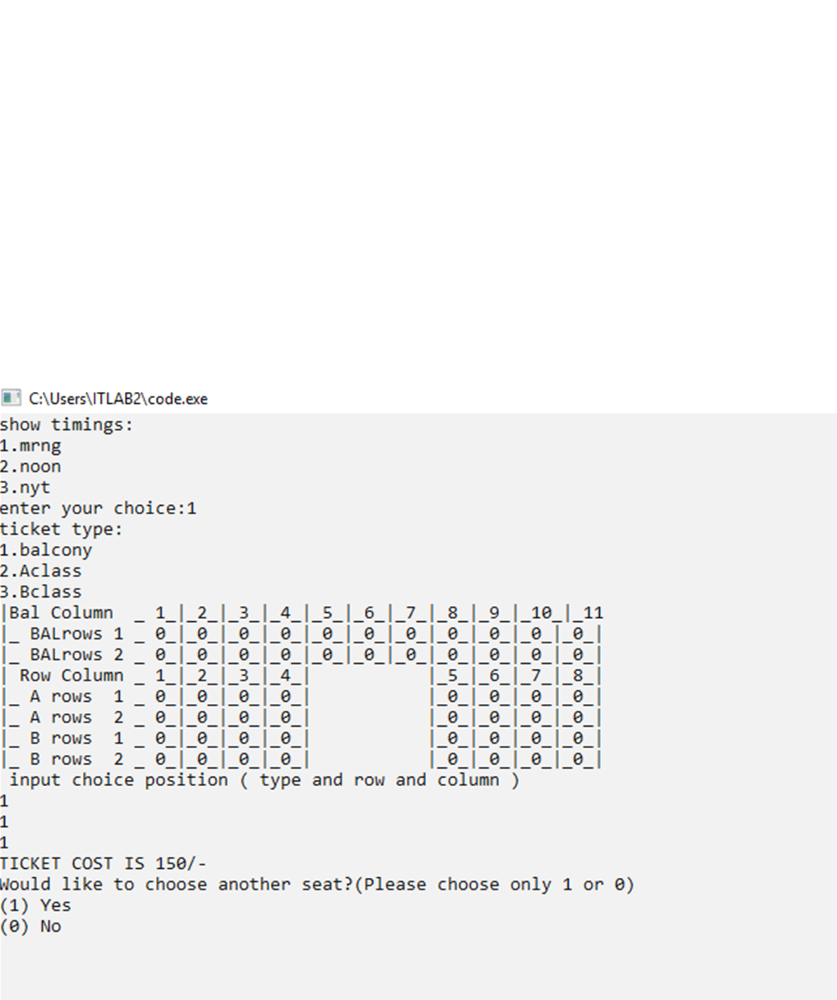 C:\Users\ITLAB2\code.exe
show timings:
1.mrng
2.noon
3.nyt
enter your choice:1
ticket type:
1.balcony
2.Aclass
3.Bclass
|Bal Column  _ 1_|_2_|_3_|_4_|_5_|_6_|_7_|_8_|_9_|_10_|_11
|_ BALrows 1 _ 0_|_0_|_0_|_0_|_0_|_0_|_0_|_0_|_0_|_0_|_0_|
|_ BALrows 2 _ 0_|_0_|_0_|_0_|_0_|_0_|_0_|_0_|_0_|_0_|_0_|
| Row Column _ 1_|_2_|_3_|_4_|           |_5_|_6_|_7_|_8_|
|_ A rows  1 _ 0_|_0_|_0_|_0_|           |_0_|_0_|_0_|_0_|
|_ A rows  2 _ 0_|_0_|_0_|_0_|           |_0_|_0_|_0_|_0_|
|_ B rows  1 _ 0_|_0_|_0_|_0_|           |_0_|_0_|_0_|_0_|
|_ B rows  2 _ 0_|_0_|_0_|_0_|           |_0_|_0_|_0_|_0_|
 input choice position ( type and row and column )
1
1
1
TICKET COST IS 150/-
Would like to choose another seat?(Please choose only 1 or 0)
(1) Yes
(0) No